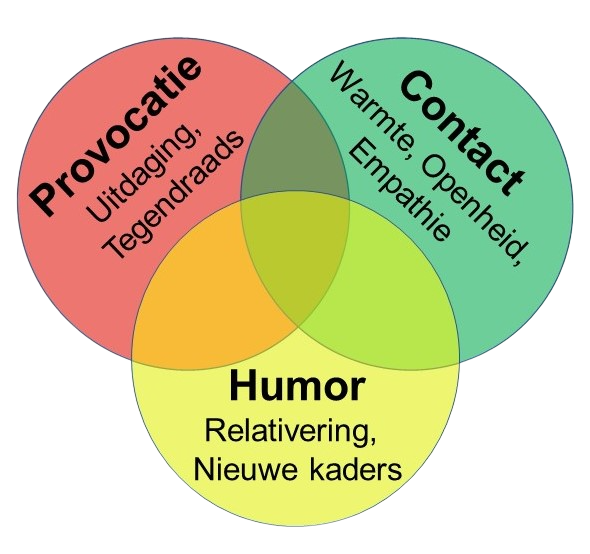 Provocatie
Uitdaging,
Tegendraads
Contact
Warmte, Openheid,
Empathie
Humor
Relativering,
Nieuwe kaders